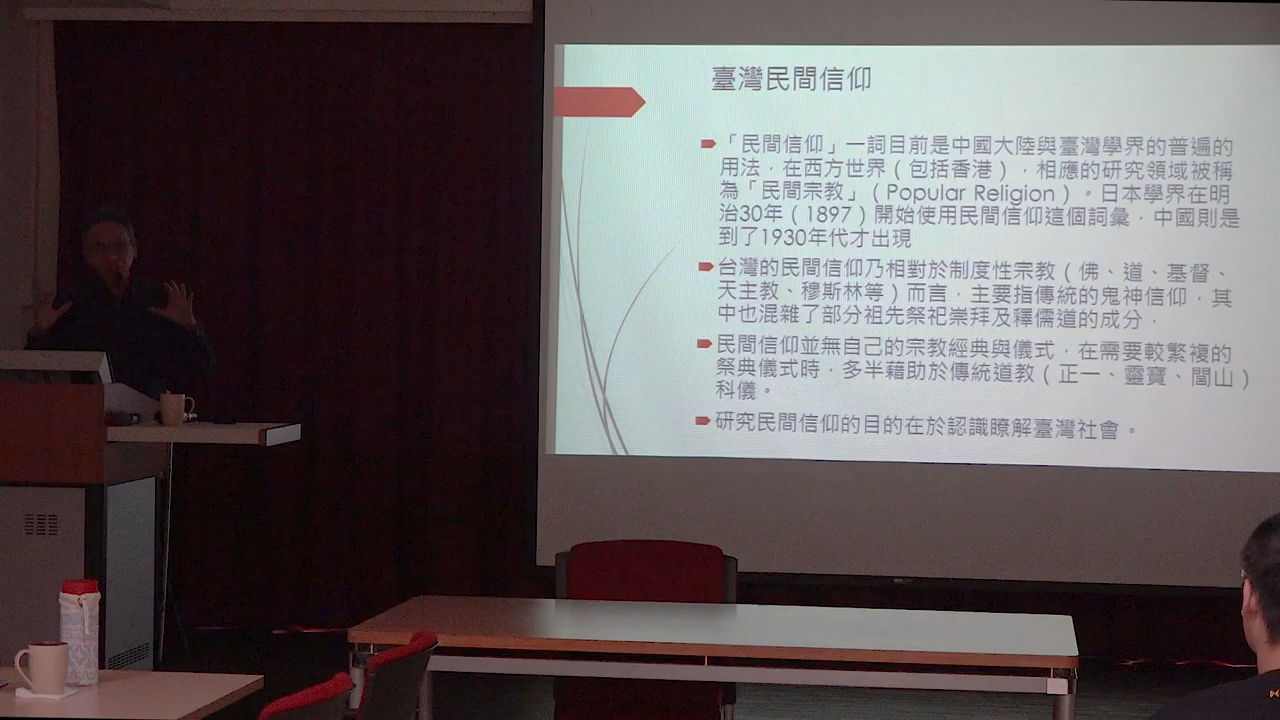 臺灣民間信仰
「民間信仰」一詞目前是中國大陸與臺灣學界的普遍的
用法，在西方世界（包括香港），相應的研究領域被稱
為「民間宗教」（Popular Religion）。日本學界在明
治30年（1897）開始使用民間信仰這個詞彙，中國則是
到了1930年代才出現
台灣的民間信仰乃相對於制度性宗教（佛、道、基督、
天主教、穆斯林等）而言，主要指傳統的鬼神信仰，其
中也混雜了部分祖先祭祀崇拜及釋儒道的成分，
民間信仰並無自己的宗教經典與儀式，在需要較繁複的
祭典儀式時，多半藉助於傳統道教（正一、靈寶、閭山）
科儀。
研究民間信仰的目的在於認識瞭解臺灣社會。